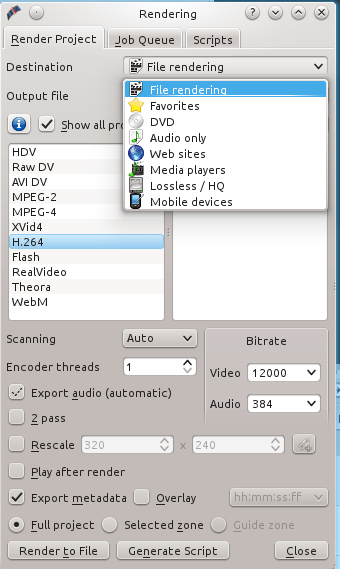 Rendering
Render Project Job Queue Scripts
Destination File rendering
File rendering
Output file
Favorites
DVD
Show all pro
Audio only
HDV
Web sites
Raw DV
Media players
AVI DV
Lossless / HQ
MPEG-2
Mobile devices
MPEG-4
XVid4
H.264
Flash
RealVideo
Theora
WebM
Scanning Auto Bitrate
Encoder threads 1
Video 12000
Export audio (automatic)
Audio 384
2 pass
Rescale 320 x 240
Play after render
Export metadata Overlay hh:mm:ss:ff
Full project Selected zone Guide zone
Render to File Generate Script Close